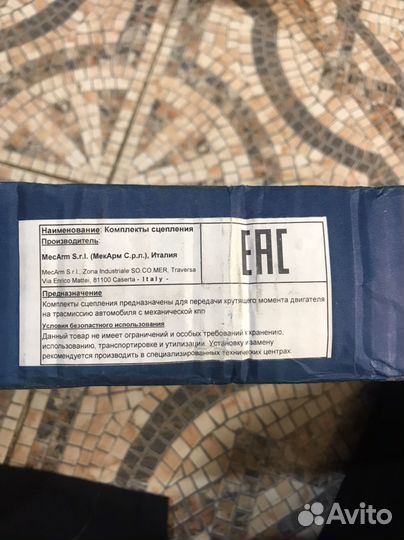 Наименование: Комплекты сцепления
Производитель:
MecArm S.r.l. (МекАрм С.р.л.), Италия
MecArm S.r.l., Zona Industriale SO.CO.MER, Traversa
Via Enrico Mattei, 81100 Caserta - Italy -
EAC
Предназначение
Комплекты сцепления предназначены для передачи крутящего момента двигателя
на трасмиссию автомобиля с механической кпп
Условия безопастного использования
Данный товар не имеет ограничений и особых требований к хранению,
использованию, транспортировке и утилизации. Установку и замену
рекомендуется производить в специализированных технических центрах.
Avito